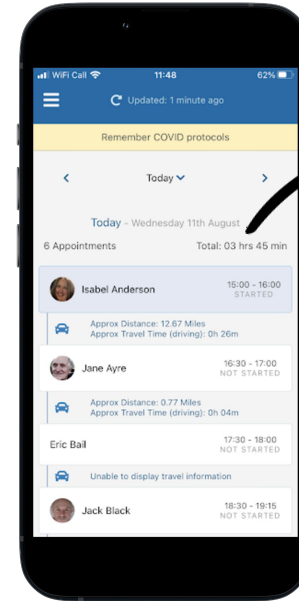 WiFi Call 11:48 62%
Updated: 1 minute ago
Remember COVID protocols
Today
Today - Wednesday 11th August
6 Appointments Total: 03 hrs 45 min
Isabel Anderson 15:00 - 16:00
STARTED
Approx Distance: 12.67 Miles
Approx Travel Time (driving): 0h 26m
Jane Ayre 16:30 - 17:00
NOT STARTED
Approx Distance: 0.77 Miles
Approx Travel Time (driving): 0h 04m
Eric Bail 17:30 - 18:00
NOT STARTED
Unable to display travel information
Jack Black 18:30 - 19:15
NOT STARTED